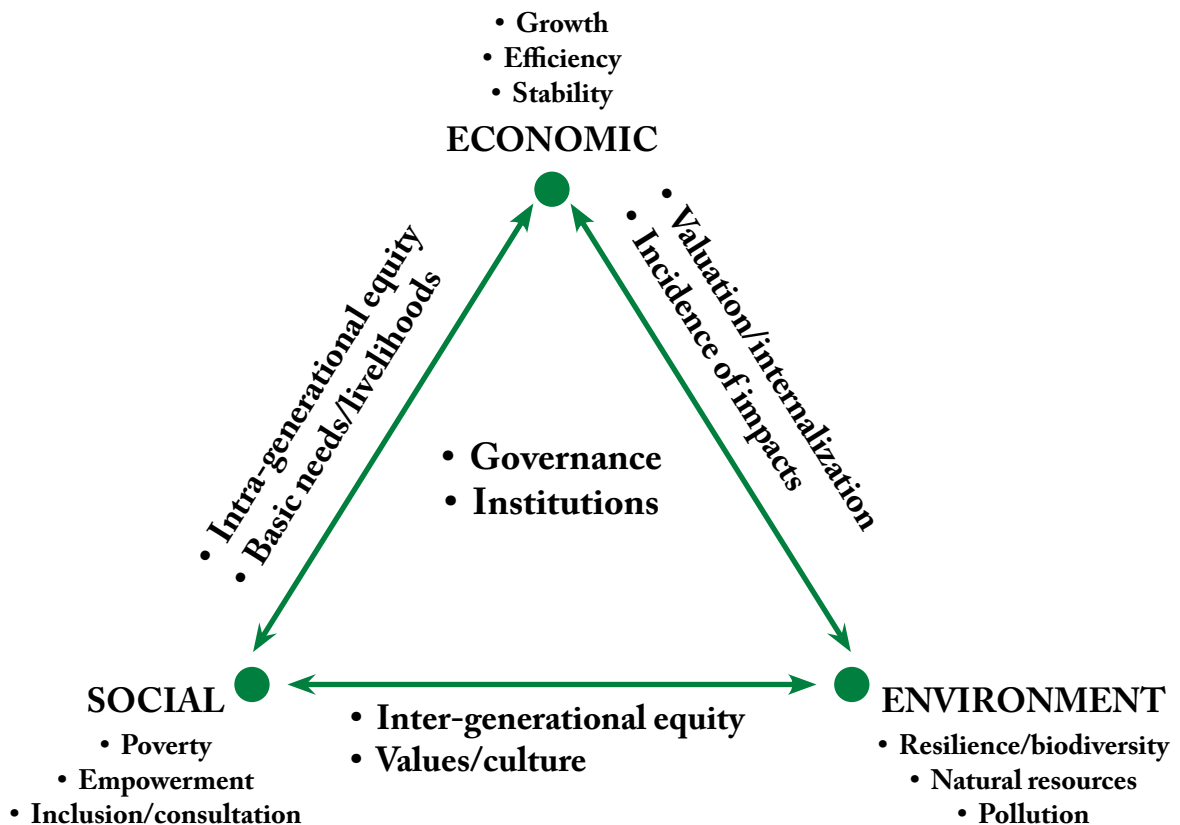 • Growth
• Efficiency
• Stability
ECONOMIC
• Intra-generational equity
• Basic needs/livelihoods
• Valuation/internalization
• Incidence of impacts
• Governance
• Institutions
SOCIAL
• Poverty
• Empowerment
• Inclusion/consultation
• Inter-generational equity
• Values/culture
ENVIRONMENT
• Resilience/biodiversity
• Natural resources
• Pollution